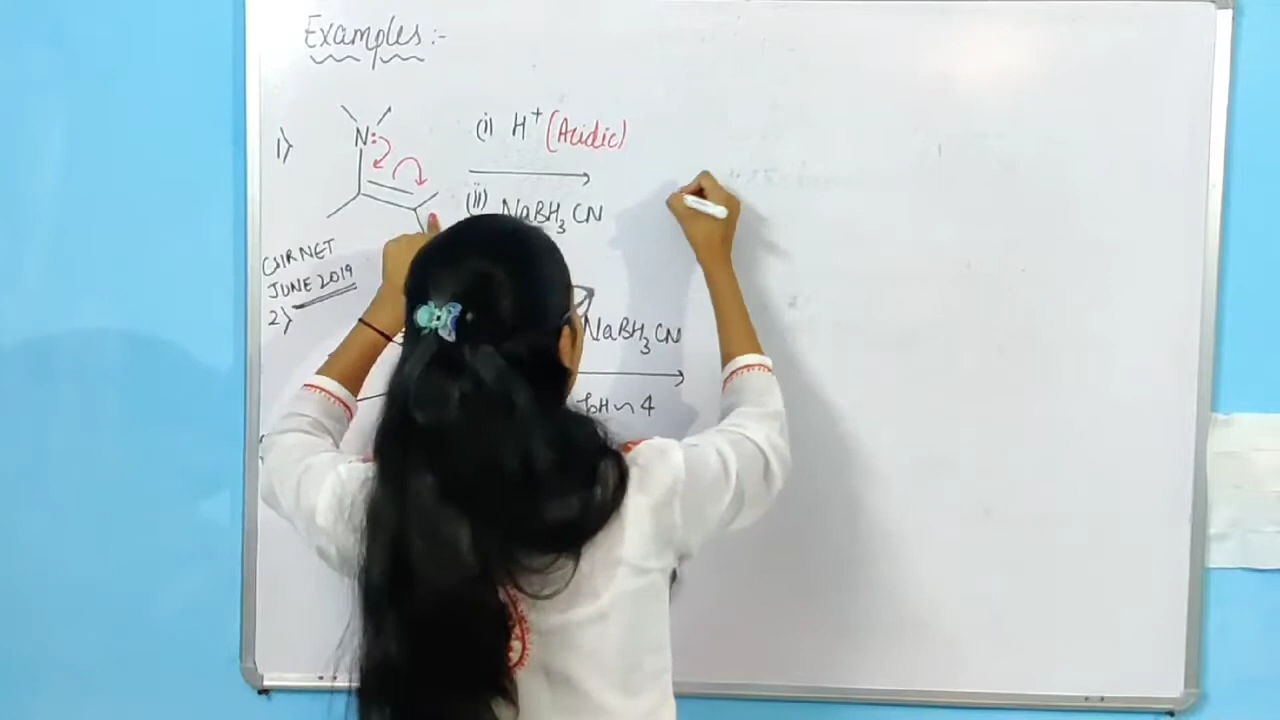 Examples :-
1)
N:
(i) H+ (Acidic)
(ii) NaBH3CN
CSIR NET
JUNE 2019
2)
NaBH3CN
pH ~ 4